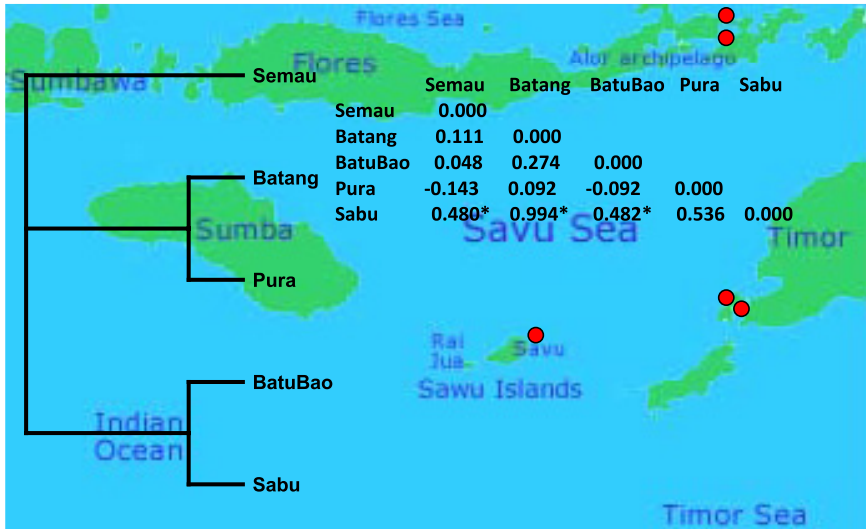 Flores Sea
Sumbawa
Semau
Flores
Alor archipelago
Semau Batang BatuBao Pura Sabu
Semau 0.000
Batang 0.111 0.000
BatuBao 0.048 0.274 0.000
Pura -0.143 0.092 -0.092 0.000
Sabu 0.480* 0.994* 0.482* 0.536 0.000
Batang
Sumba
Savu Sea
Timor
Pura
Rai
Jua
Savu
Sawu Islands
BatuBao
Indian
Ocean
Sabu
Timor Sea